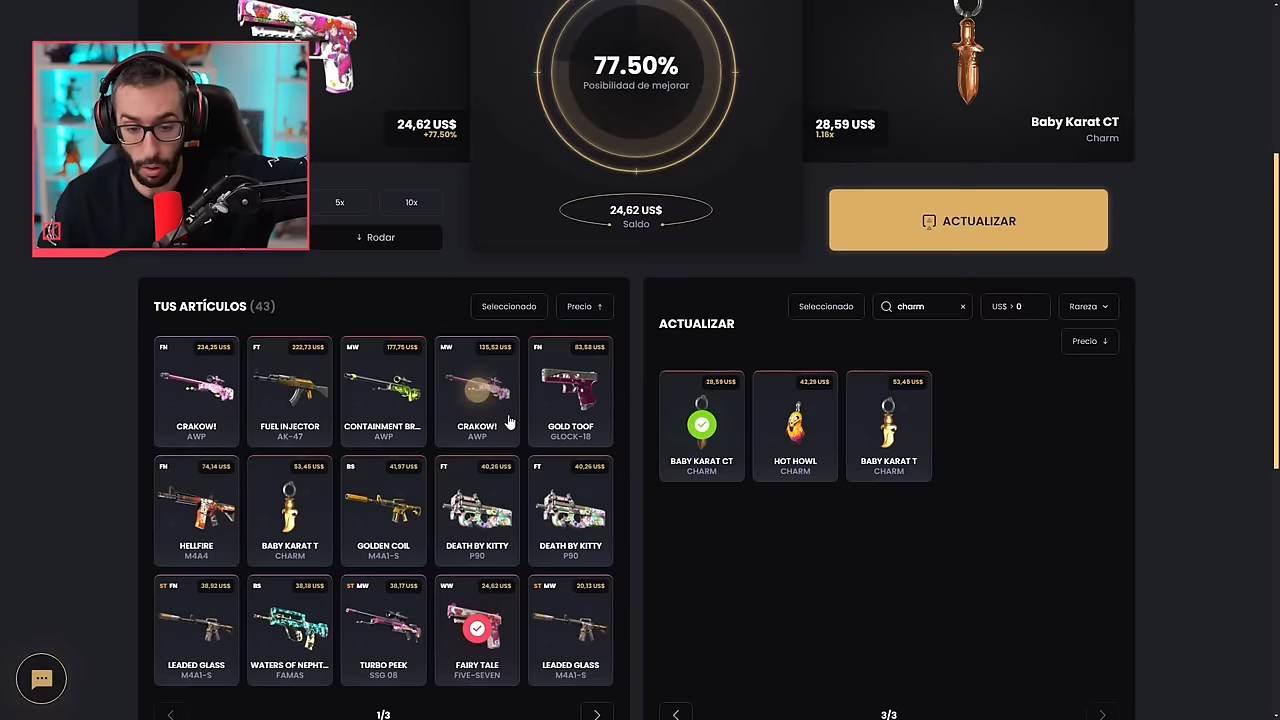 77.50%
Posibilidad de mejorar
24,62 US$
+77.50%
28,59 US$
1.16x
Baby Karat CT
Charm
5x
10x
Rodar
24,62 US$
Saldo
ACTUALIZAR
TUS ARTÍCULOS (43)
Seleccionado
Precio
ACTUALIZAR
Seleccionado
charm
US$ > 0
Rareza
Precio
FN 234,25 US$
CRAKOW!
AWP
FT 222,73 US$
FUEL INJECTOR
AK-47
MW 177,75 US$
CONTAINMENT BR...
AWP
MW 135,52 US$
CRAKOW!
AWP
FN 83,58 US$
GOLD TOOF
GLOCK-18
FN 74,14 US$
HELLFIRE
M4A4
53,45 US$
BABY KARAT T
CHARM
BS 41,97 US$
GOLDEN COIL
M4A1-S
FT 40,26 US$
DEATH BY KITTY
P90
FT 40,26 US$
DEATH BY KITTY
P90
ST FN 38,92 US$
LEADED GLASS
M4A1-S
BS 38,18 US$
WATERS OF NEPHT...
FAMAS
ST MW 38,17 US$
TURBO PEEK
SSG 08
WW 24,62 US$
FAIRY TALE
FIVE-SEVEN
ST MW 20,13 US$
LEADED GLASS
M4A1-S
1/3
28,59 US$
BABY KARAT CT
CHARM
42,29 US$
HOT HOWL
CHARM
53,45 US$
BABY KARAT T
CHARM
3/3